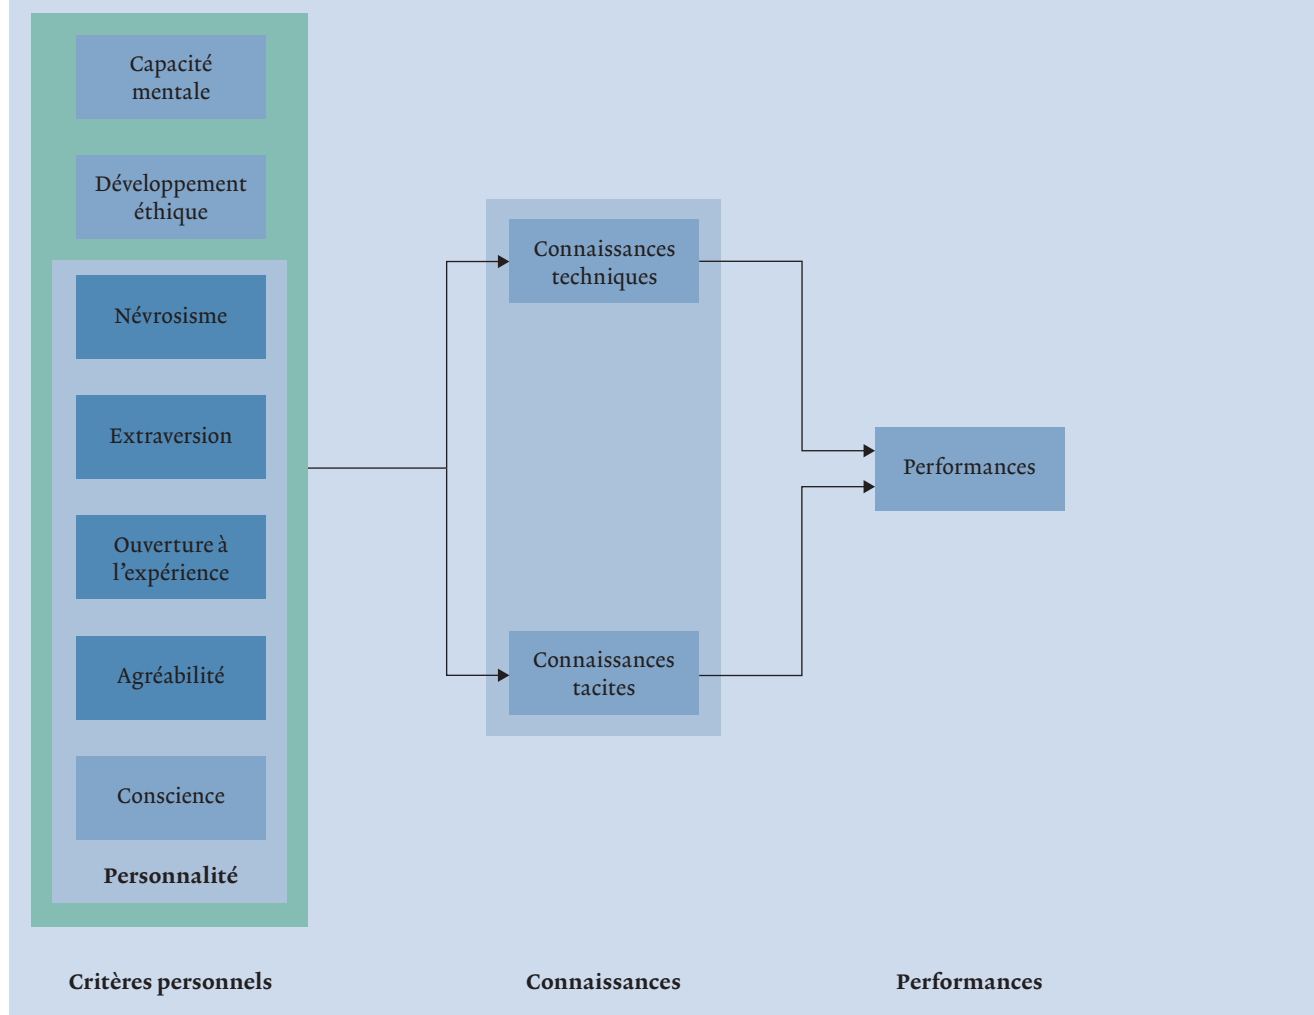 Capacité
mentale
Développement
éthique
Névrosisme
Extraversion
Ouverture à
l’expérience
Agréabilité
Conscience
Personnalité
Connaissances
techniques
Connaissances
tacites
Performances
Critères personnels
Connaissances
Performances